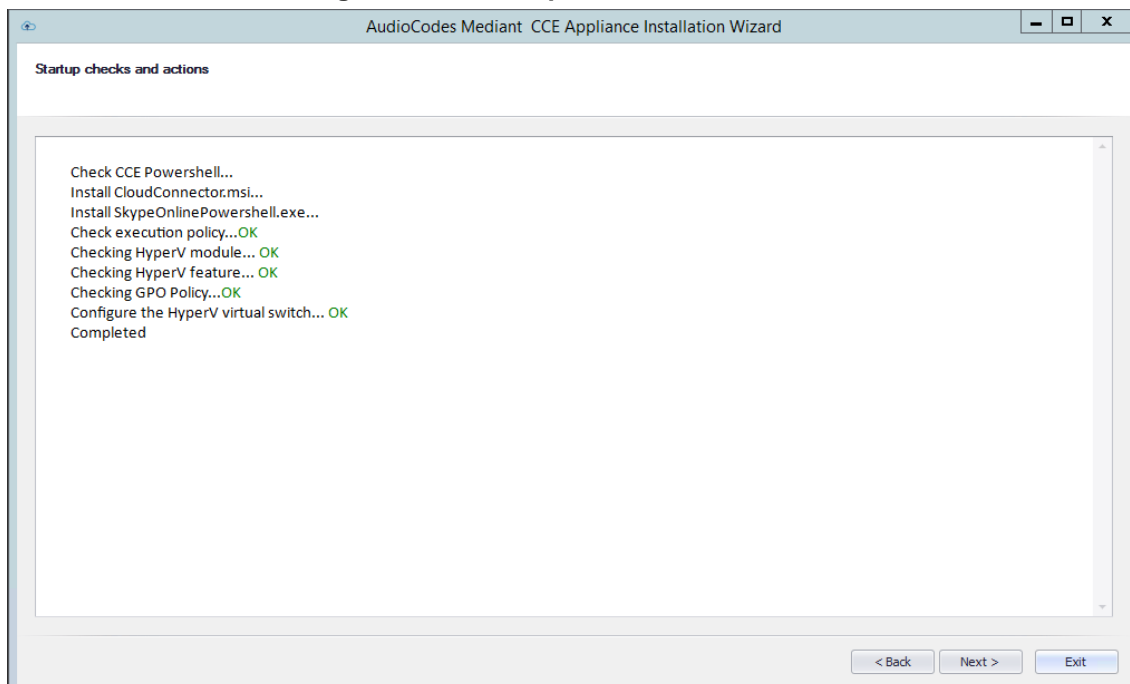 AudioCodes Mediant CCE Appliance Installation Wizard
Startup checks and actions
Check CCE Powershell...
Install CloudConnector.msi...
Install SkypeOnlinePowershell.exe...
Check execution policy...OK
Checking HyperV module... OK
Checking HyperV feature... OK
Checking GPO Policy...OK
Configure the HyperV virtual switch... OK
Completed
< Back Next > Exit